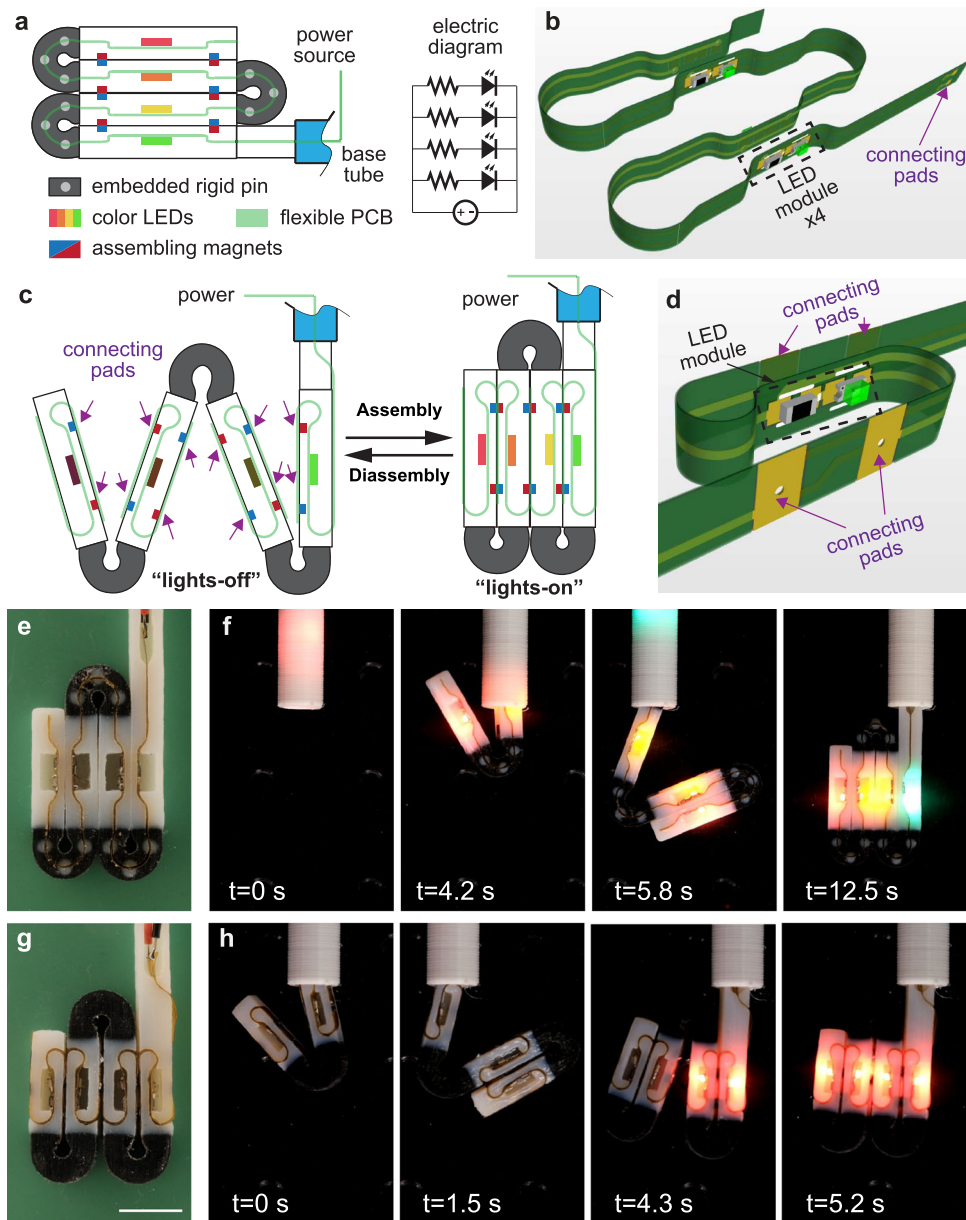 a
power
source
base
tube
electric
diagram
+ -
embedded rigid pin
color LEDs
flexible PCB
assembling magnets
b
connecting
pads
LED
module
x4
c
power
connecting
pads
Assembly
Diassembly
"lights-off"
power
"lights-on"
d
connecting
pads
LED
module
connecting
pads
e
f
t=0 s
t=4.2 s
t=5.8 s
t=12.5 s
g
h
t=0 s
t=1.5 s
t=4.3 s
t=5.2 s